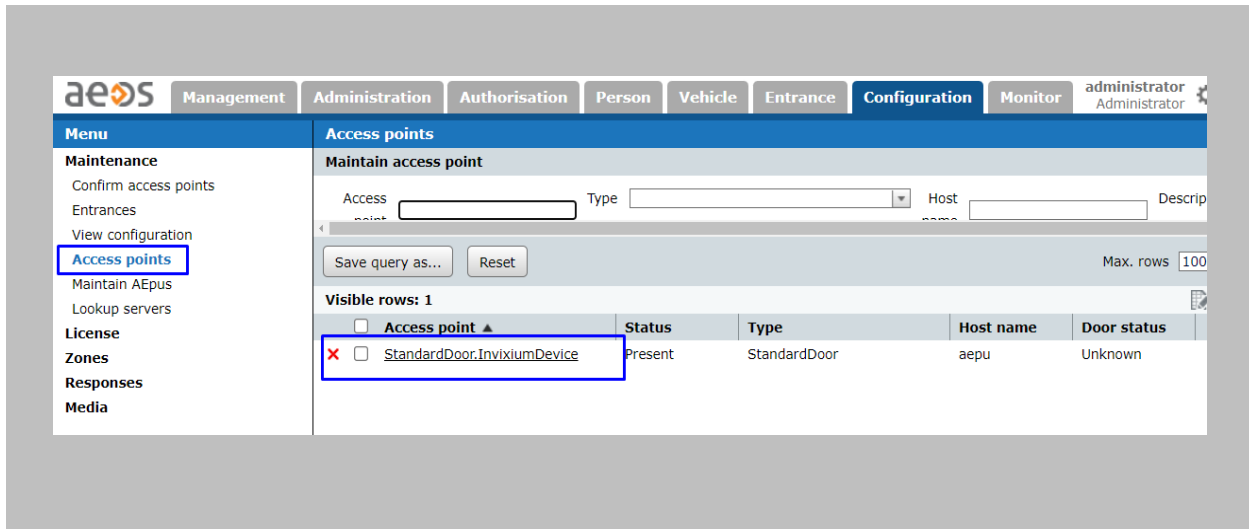 aeos Management Administration Authorisation Person Vehicle Entrance Configuration Monitor administrator
Administrator
Menu
Access points
Maintenance
Maintain access point
Confirm access points
Entrances
View configuration
Access points
Maintain AEpus
Lookup servers
License
Zones
Responses
Media
Access Type Host Descrip
point name
Save query as... Reset Max. rows 100
Visible rows: 1
Access point ▲ Status Type Host name Door status
StandardDoor.InvixiumDevice Present StandardDoor aepu Unknown